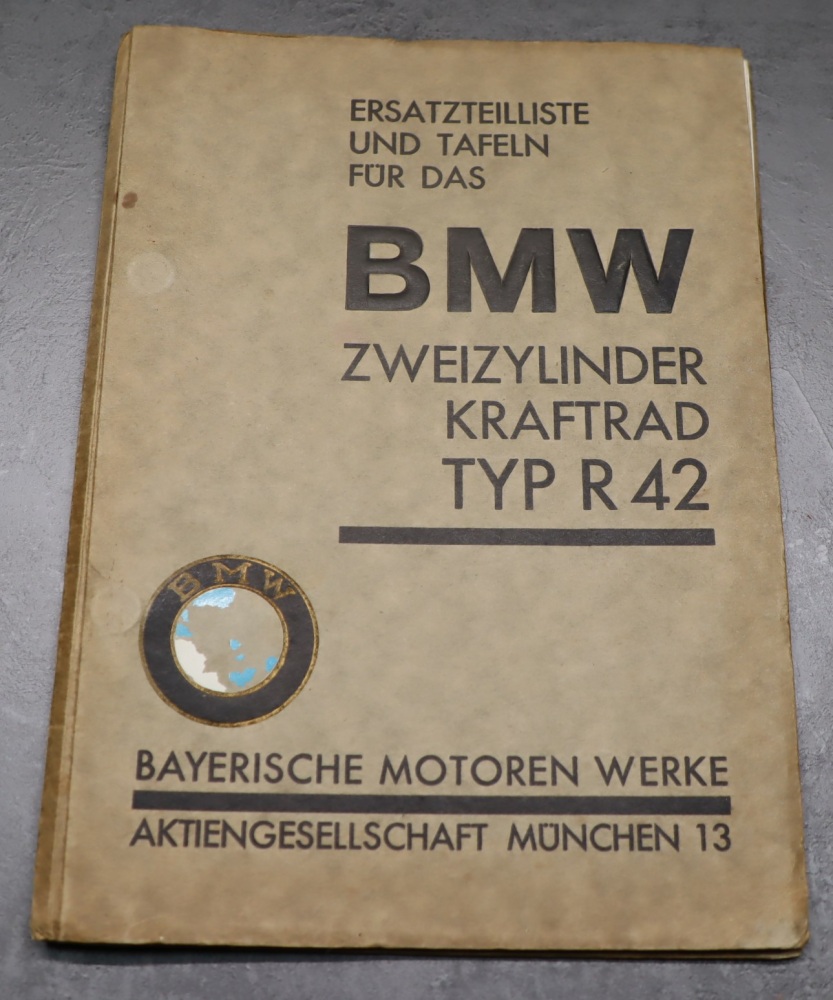 ERSATZTEILLISTE
UND TAFELN
FÜR DAS
BMW
ZWEIZYLINDER
KRAFTRAD
TYP R 42
BMW
BAYERISCHE MOTOREN WERKE
AKTIENGESELLSCHAFT MÜNCHEN 13